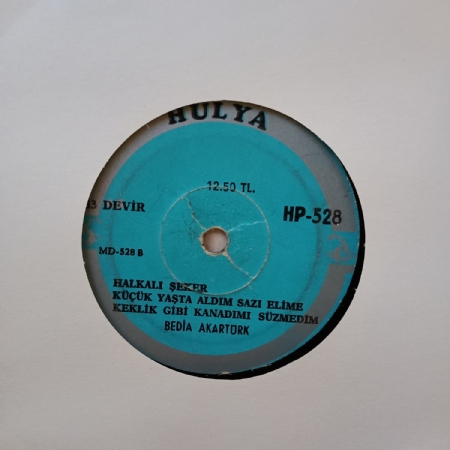 HÜLYA
12.50 TL.
33 DEVİR
HP-528
MD-528 B
HALKALI ŞEKER
KÜÇÜK YAŞTA ALDIM SAZI ELİME
KEKLİK GİBİ KANADIMI SÜZMEDİM
BEDİA AKARTÜRK